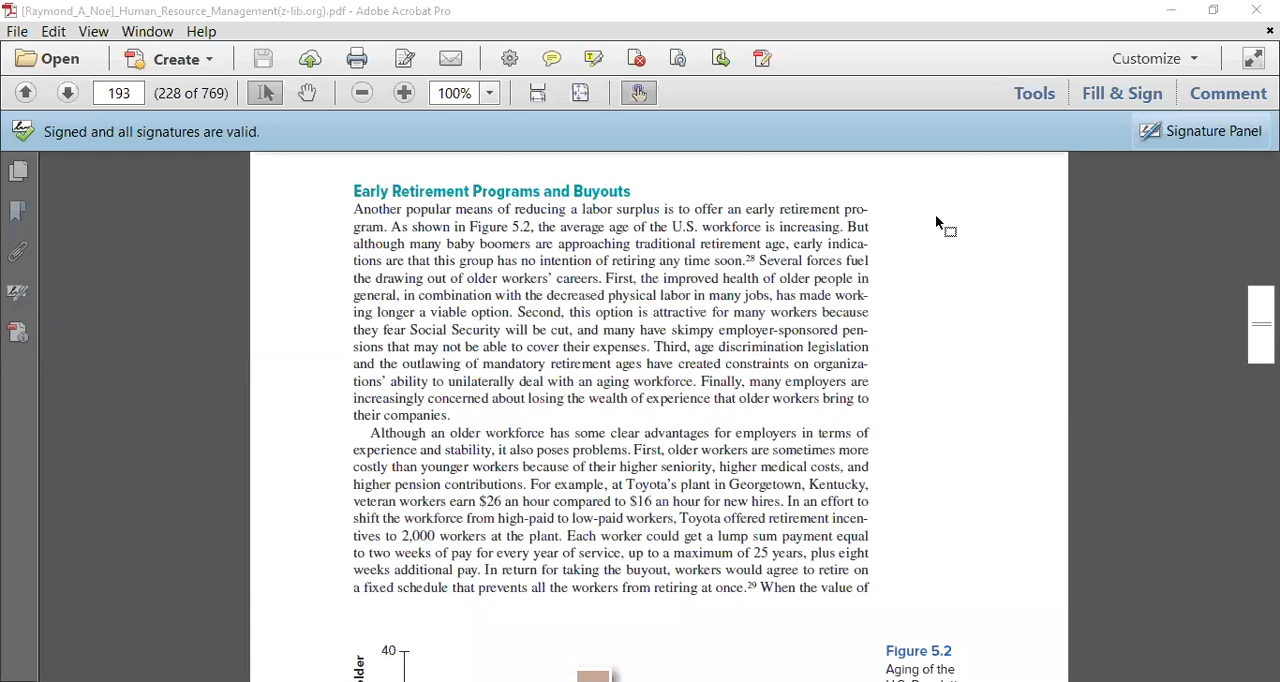 [Raymond_A_Noe]_Human_Resource_Management(z-lib.org).pdf - Adobe Acrobat Pro
File Edit View Window Help
Open Create Customize
193 (228 of 769) 100% Tools Fill & Sign Comment
Signed and all signatures are valid. Signature Panel
Early Retirement Programs and Buyouts
Another popular means of reducing a labor surplus is to offer an early retirement pro-
gram. As shown in Figure 5.2, the average age of the U.S. workforce is increasing. But
although many baby boomers are approaching traditional retirement age, early indica-
tions are that this group has no intention of retiring any time soon.28 Several forces fuel
the drawing out of older workers' careers. First, the improved health of older people in
general, in combination with the decreased physical labor in many jobs, has made work-
ing longer a viable option. Second, this option is attractive for many workers because
they fear Social Security will be cut, and many have skimpy employer-sponsored pen-
sions that may not be able to cover their expenses. Third, age discrimination legislation
and the outlawing of mandatory retirement ages have created constraints on organiza-
tions' ability to unilaterally deal with an aging workforce. Finally, many employers are
increasingly concerned about losing the wealth of experience that older workers bring to
their companies.
Although an older workforce has some clear advantages for employers in terms of
experience and stability, it also poses problems. First, older workers are sometimes more
costly than younger workers because of their higher seniority, higher medical costs, and
higher pension contributions. For example, at Toyota's plant in Georgetown, Kentucky,
veteran workers earn $26 an hour compared to $16 an hour for new hires. In an effort to
shift the workforce from high-paid to low-paid workers, Toyota offered retirement incen-
tives to 2,000 workers at the plant. Each worker could get a lump sum payment equal
to two weeks of pay for every year of service, up to a maximum of 25 years, plus eight
weeks additional pay. In return for taking the buyout, workers would agree to retire on
a fixed schedule that prevents all the workers from retiring at once.29 When the value of
40
Figure 5.2
Aging of the